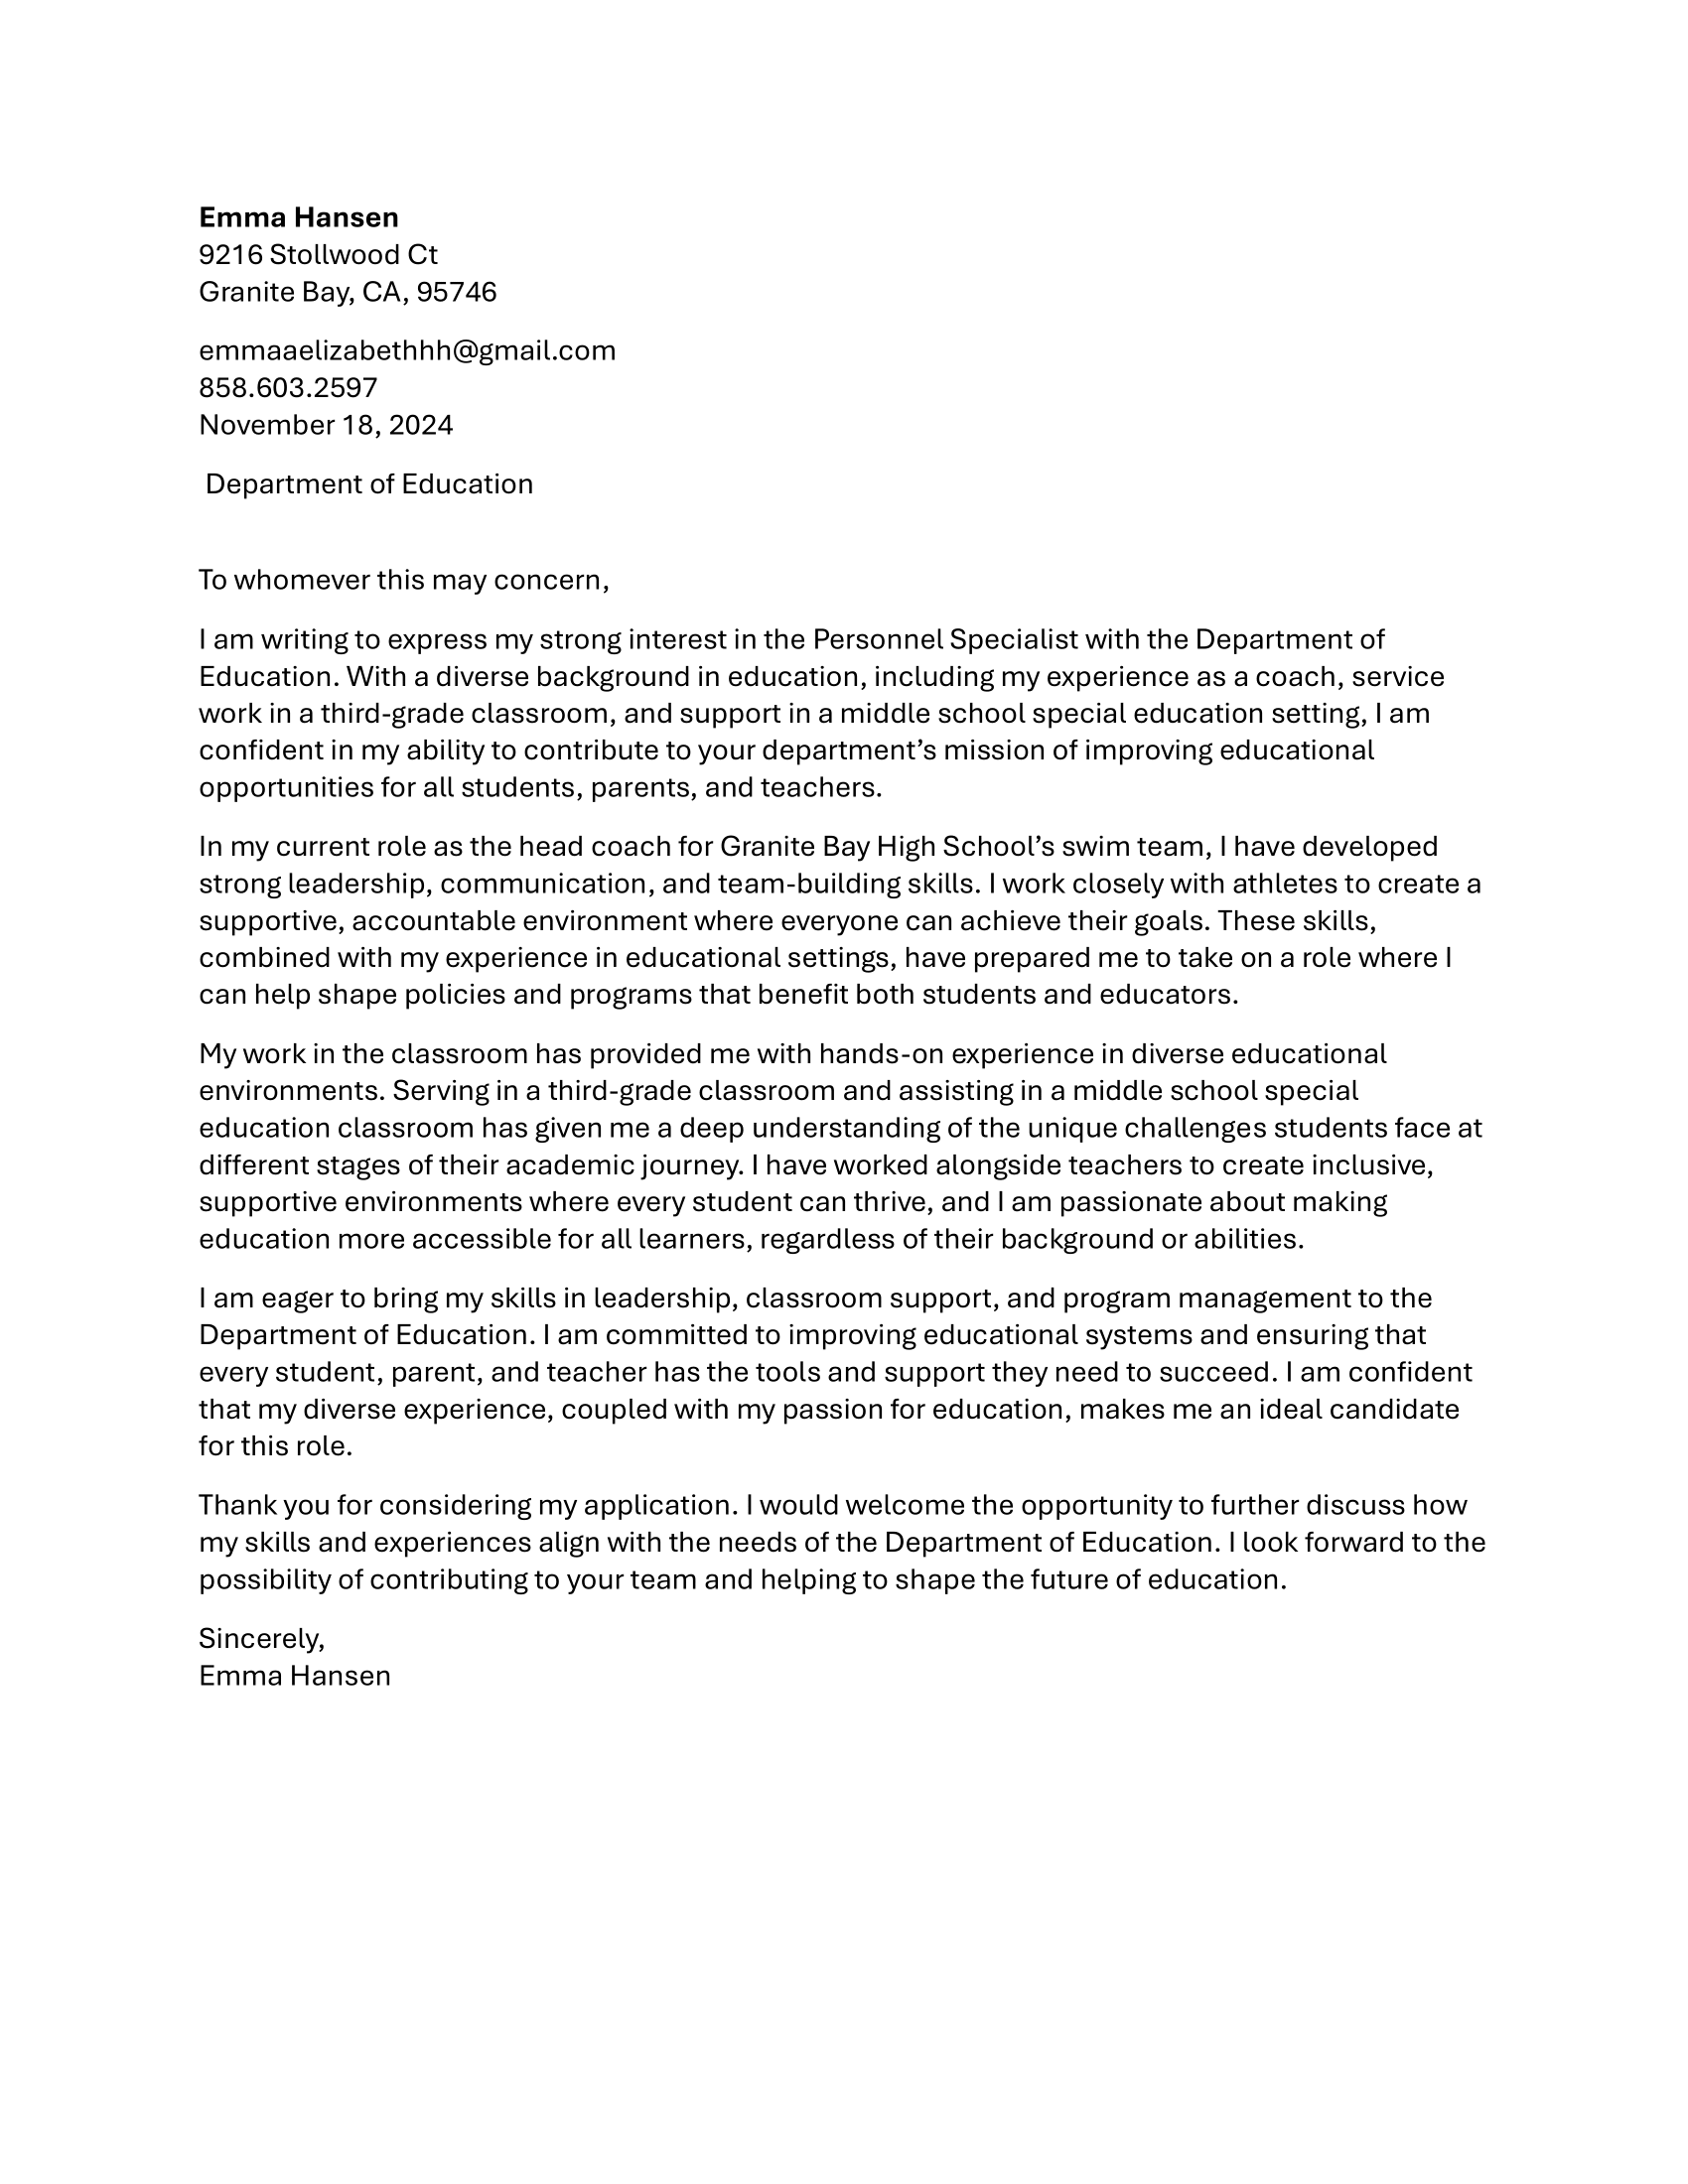 Emma Hansen
9216 Stollwood Ct
Granite Bay, CA, 95746
emmaaelizabethhh@gmail.com
858.603.2597
November 18, 2024
Department of Education
To whomever this may concern,
I am writing to express my strong interest in the Personnel Specialist with the Department of
Education. With a diverse background in education, including my experience as a coach, service
work in a third-grade classroom, and support in a middle school special education setting, I am
confident in my ability to contribute to your department’s mission of improving educational
opportunities for all students, parents, and teachers.
In my current role as the head coach for Granite Bay High School’s swim team, I have developed
strong leadership, communication, and team-building skills. I work closely with athletes to create a
supportive, accountable environment where everyone can achieve their goals. These skills,
combined with my experience in educational settings, have prepared me to take on a role where I
can help shape policies and programs that benefit both students and educators.
My work in the classroom has provided me with hands-on experience in diverse educational
environments. Serving in a third-grade classroom and assisting in a middle school special
education classroom has given me a deep understanding of the unique challenges students face at
different stages of their academic journey. I have worked alongside teachers to create inclusive,
supportive environments where every student can thrive, and I am passionate about making
education more accessible for all learners, regardless of their background or abilities.
I am eager to bring my skills in leadership, classroom support, and program management to the
Department of Education. I am committed to improving educational systems and ensuring that
every student, parent, and teacher has the tools and support they need to succeed. I am confident
that my diverse experience, coupled with my passion for education, makes me an ideal candidate
for this role.
Thank you for considering my application. I would welcome the opportunity to further discuss how
my skills and experiences align with the needs of the Department of Education. I look forward to the
possibility of contributing to your team and helping to shape the future of education.
Sincerely,
Emma Hansen